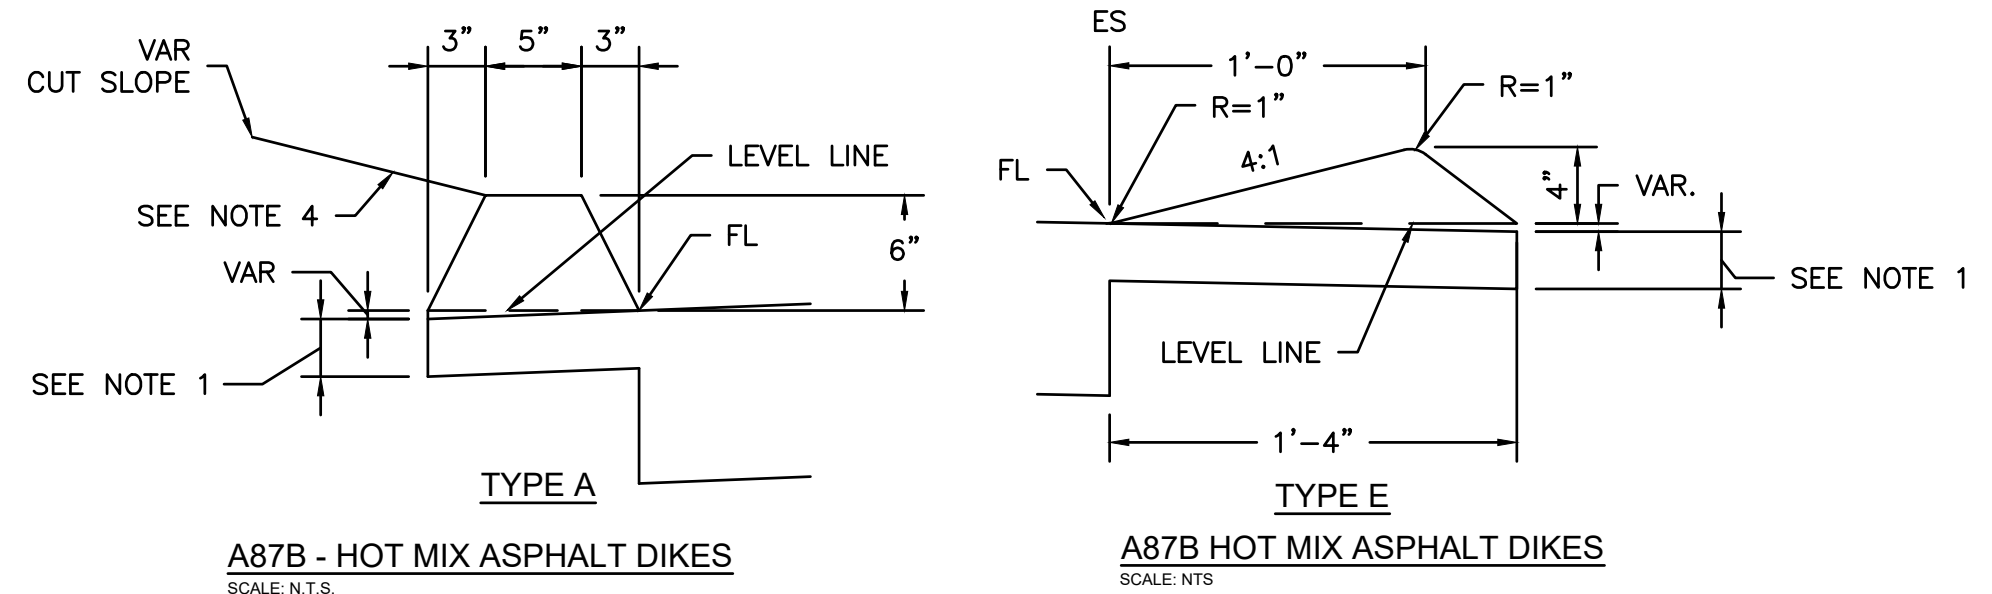 VAR
CUT SLOPE
3” 5” 3”
LEVEL LINE
SEE NOTE 4
FL
6”
VAR
SEE NOTE 1
TYPE A
A87B - HOT MIX ASPHALT DIKES
SCALE: N.T.S.
ES
1’-0”
R=1”
R=1”
4:1
FL
4”
VAR.
SEE NOTE 1
LEVEL LINE
1’-4”
TYPE E
A87B HOT MIX ASPHALT DIKES
SCALE: NTS